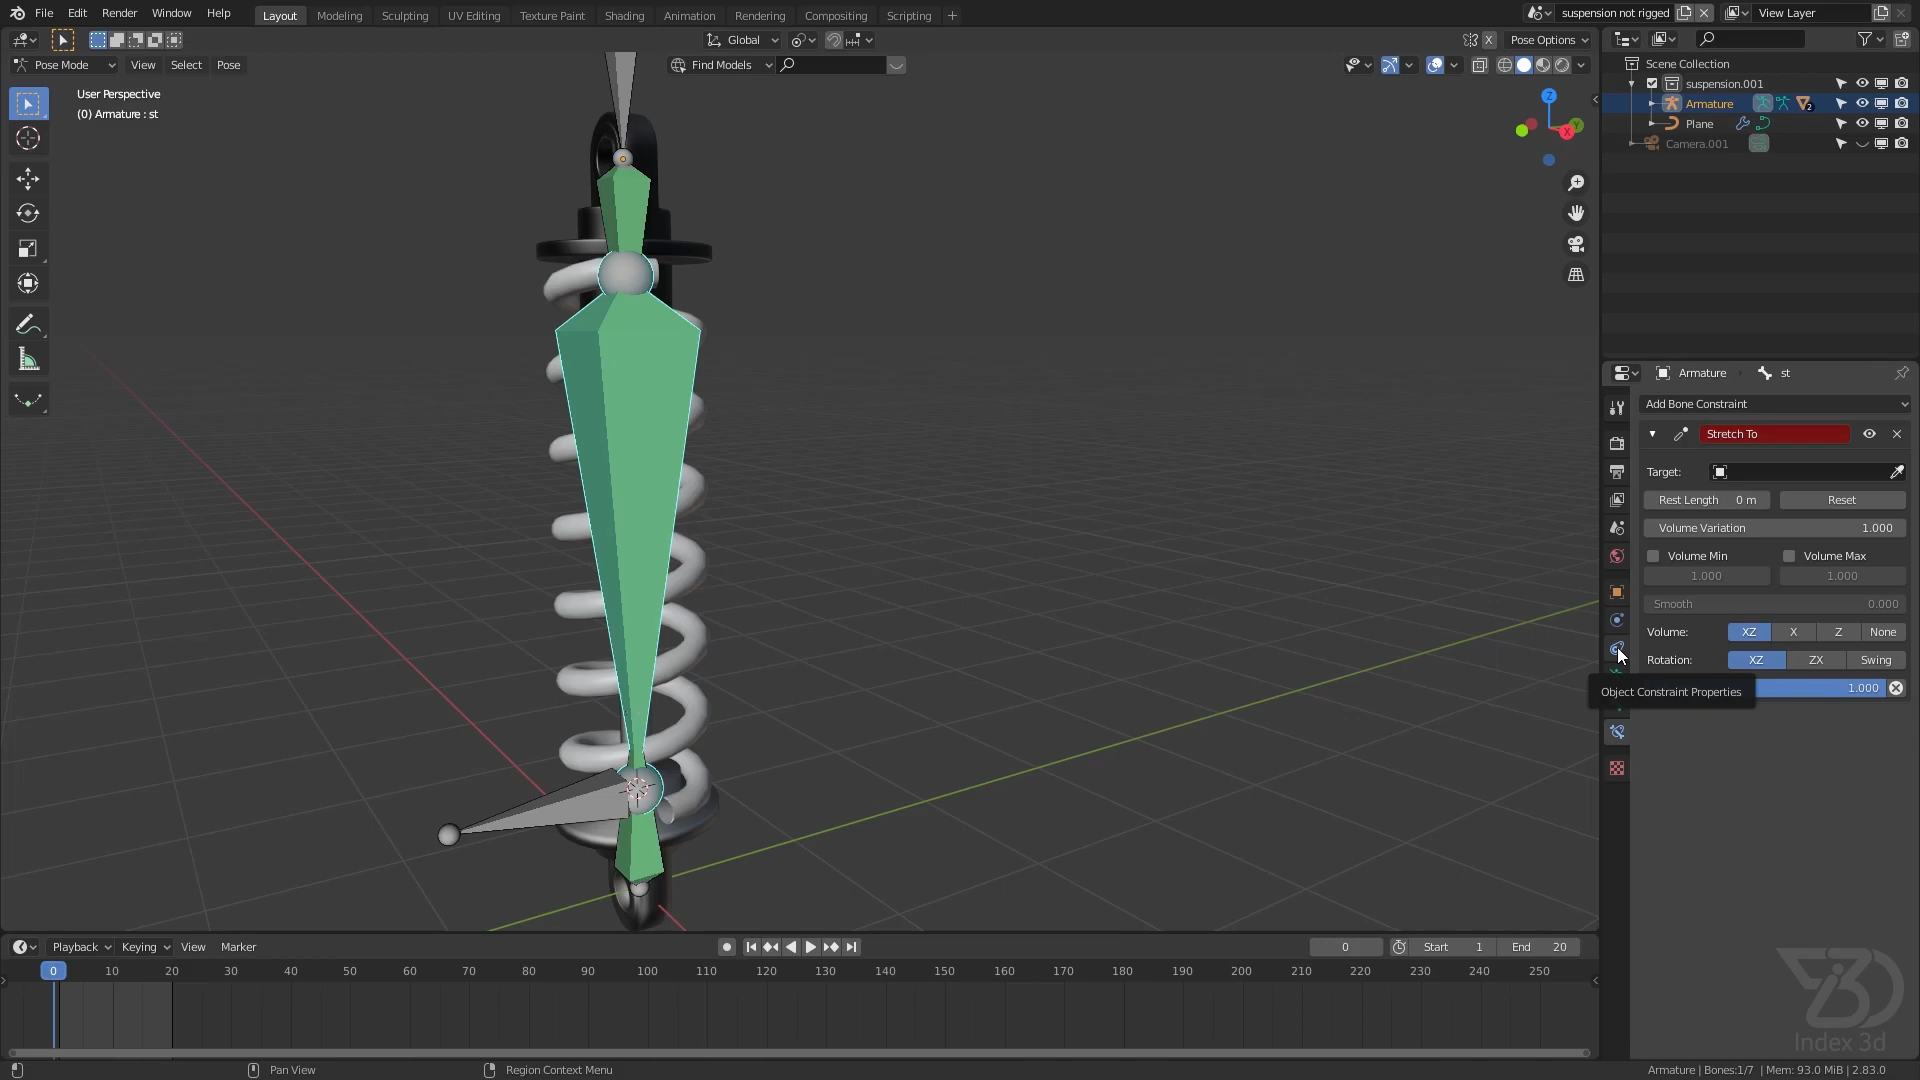 File Edit Render Window Help
Layout Modeling Sculpting UV Editing Texture Paint Shading Animation Rendering Compositing Scripting +
suspension not rigged
View Layer
Global
X Pose Options
Pose Mode View Select Pose
Find Models
User Perspective
(0) Armature : st
Z
Y
X
Scene Collection
suspension.001
Armature 2
Plane
Camera.001
Armature st
Add Bone Constraint
Stretch To
Target:
Rest Length 0 m Reset
Volume Variation 1.000
Volume Min Volume Max
1.000 1.000
Smooth 0.000
Volume: XZ X Z None
Rotation: XZ ZX Swing
1.000
Object Constraint Properties
Playback Keying View Marker
0 Start 1 End 20
0 10 20 30 40 50 60 70 80 90 100 110 120 130 140 150 160 170 180 190 200 210 220 230 240 250
Index 3d
Pan View Region Context Menu
Armature | Bones:1/7 | Mem: 93.0 MiB | 2.83.0